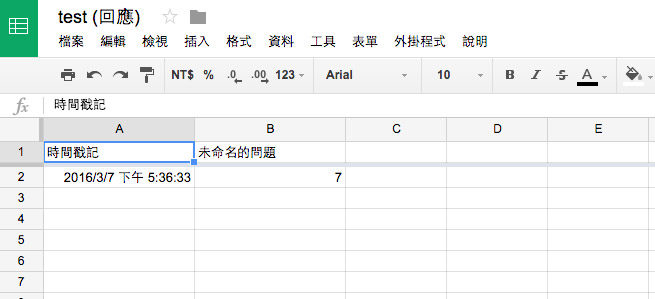 test (回應)
檔案 編輯 檢視 插入 格式 資料 工具 表單 外掛程式 說明
NT$ % .0 .00 123 Arial 10 B I S A
fx 時間戳記
A B C D E
1 時間戳記 未命名的問題
2 2016/3/7 下午 5:36:33 7
3
4
5
6
7